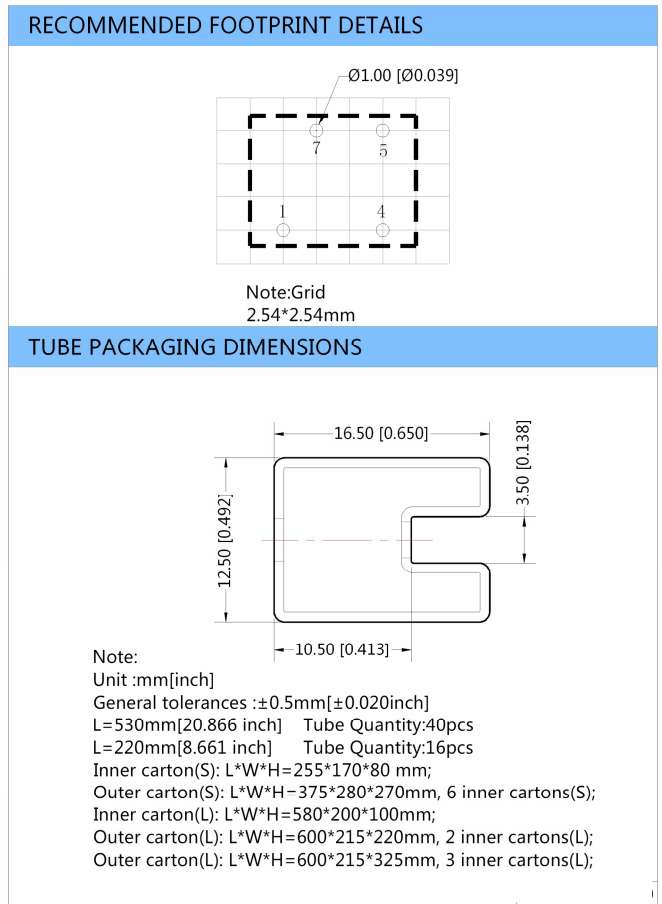 RECOMMENDED FOOTPRINT DETAILS
Ø1.00 [Ø0.039]
7 5
1 4
Note:Grid
2.54*2.54mm
TUBE PACKAGING DIMENSIONS
16.50 [0.650]
3.50 [0.138]
12.50 [0.492]
10.50 [0.413]
Note:
Unit :mm[inch]
General tolerances :±0.5mm[±0.020inch]
L=530mm[20.866 inch] Tube Quantity:40pcs
L=220mm[8.661 inch] Tube Quantity:16pcs
Inner carton(S): L*W*H=255*170*80 mm;
Outer carton(S): L*W*H=375*280*270mm, 6 inner cartons(S);
Inner carton(L): L*W*H=580*200*100mm;
Outer carton(L): L*W*H=600*215*220mm, 2 inner cartons(L);
Outer carton(L): L*W*H=600*215*325mm, 3 inner cartons(L);